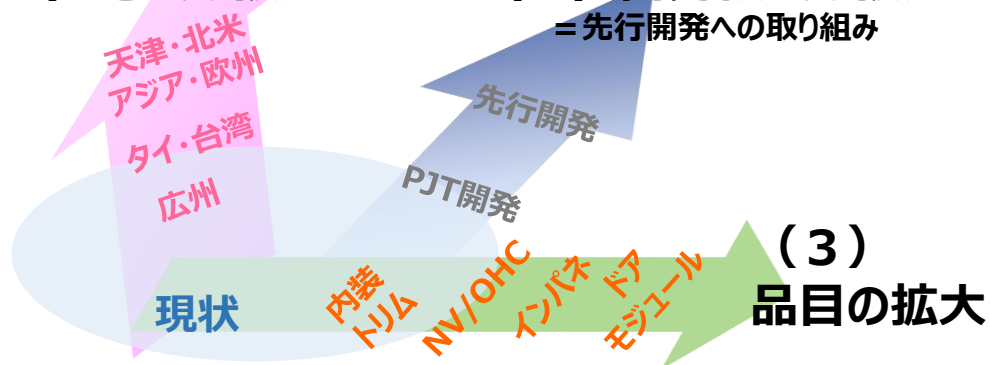 =先行開発への取り組み
天津・北米
アジア・欧州
タイ・台湾
広州
先行開発
PJT開発
(3)
品目の拡大
現状
内装
トリム
NV/OHC
インパネ
ドア
モジュール